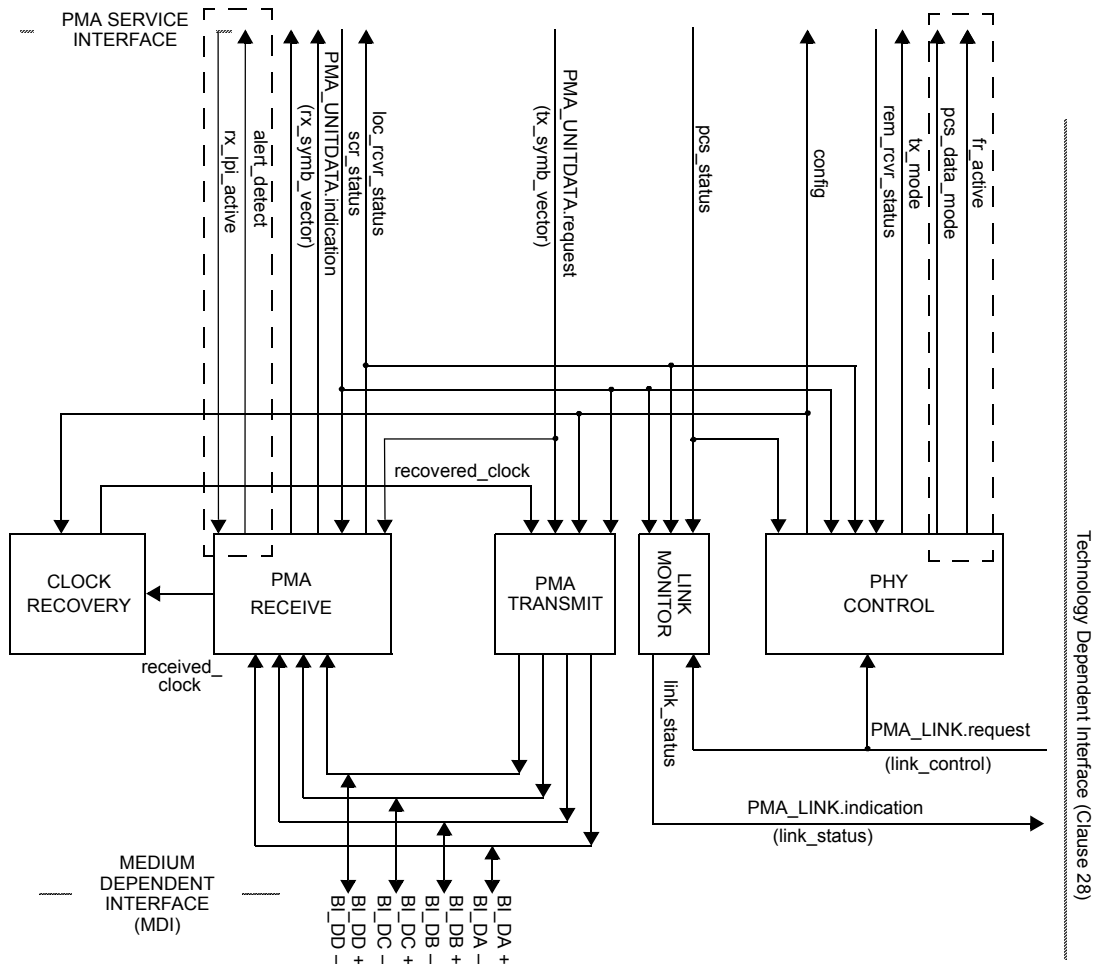 PMA SERVICE
INTERFACE
rx_lpi_active
alert_detect
(rx_symb_vector)
PMA_UNITDATA.indication
scr_status
loc_rcvr_status
(tx_symb_vector)
PMA_UNITDATA.request
pcs_status
config
rem_rcvr_status
tx_mode
pcs_data_mode
fr_active
recovered_clock
CLOCK
RECOVERY
PMA
RECEIVE
PMA
TRANSMIT
LINK
MONITOR
PHY
CONTROL
received_
clock
link_status
PMA_LINK.request
(link_control)
PMA_LINK.indication
(link_status)
Technology Dependent Interface (Clause 28)
MEDIUM
DEPENDENT
INTERFACE
(MDI)
BI_DD –
BI_DD +
BI_DC –
BI_DC +
BI_DB –
BI_DB +
BI_DA –
BI_DA +